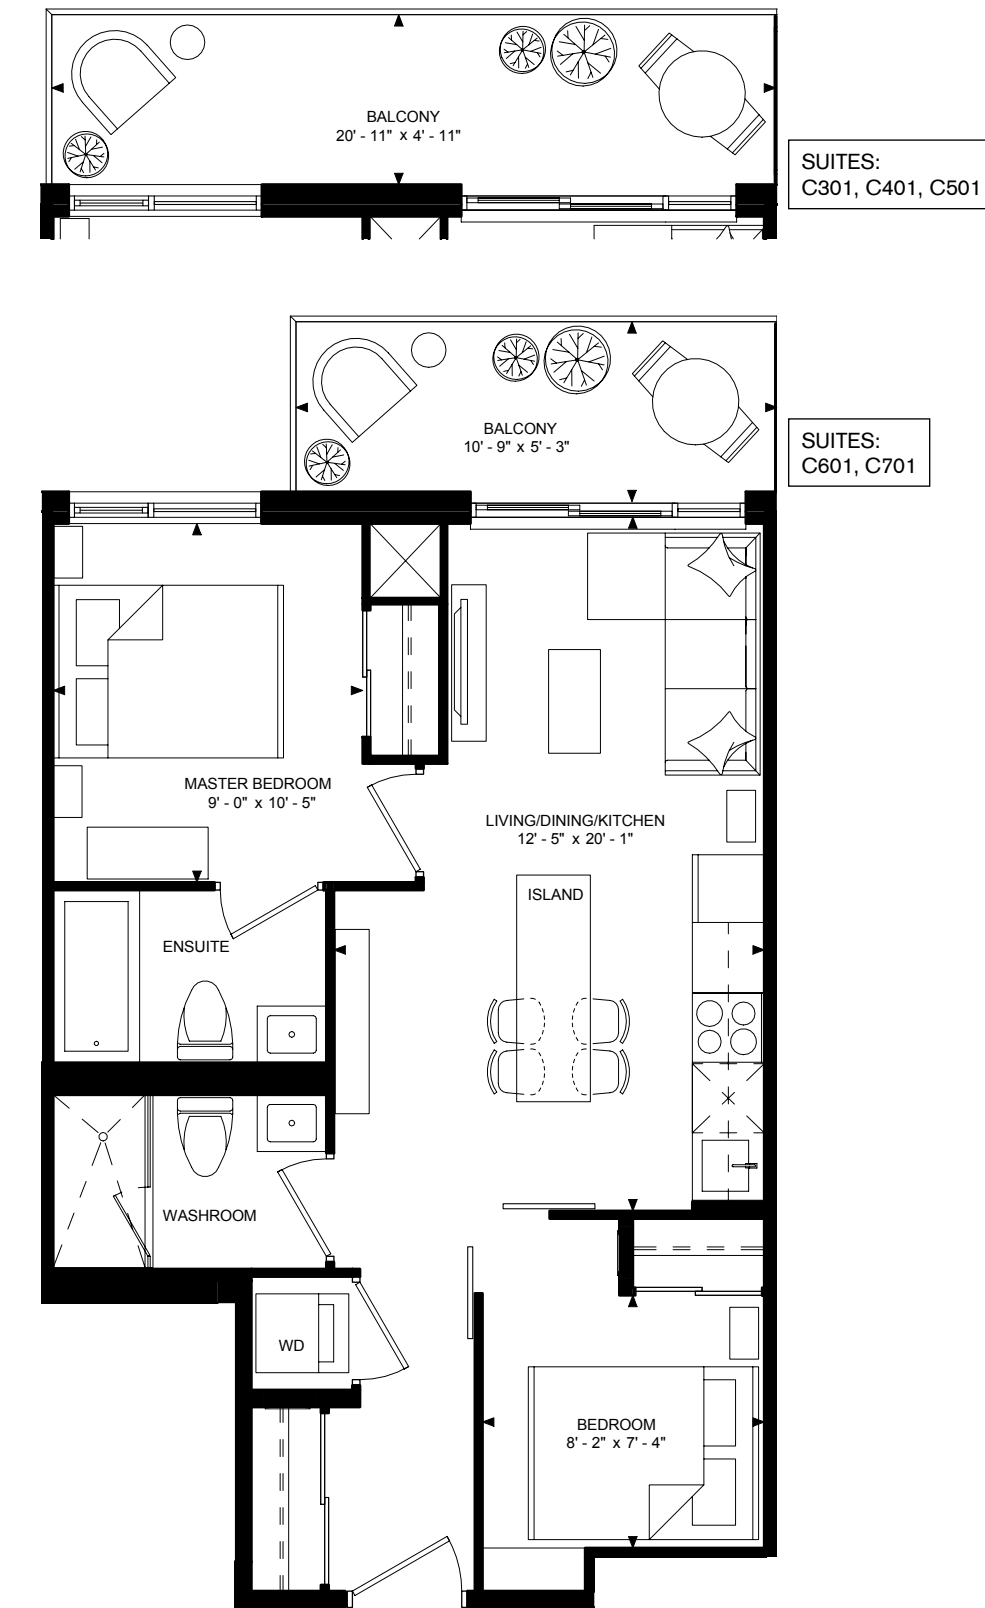 BALCONY
20' - 11" x 4' - 11"
SUITES:
C301, C401, C501
BALCONY
10' - 9" x 5' - 3"
SUITES:
C601, C701
MASTER BEDROOM
9' - 0" x 10' - 5"
LIVING/DINING/KITCHEN
12' - 5" x 20' - 1"
ISLAND
ENSUITE
WASHROOM
WD
BEDROOM
8' - 2" x 7' - 4"